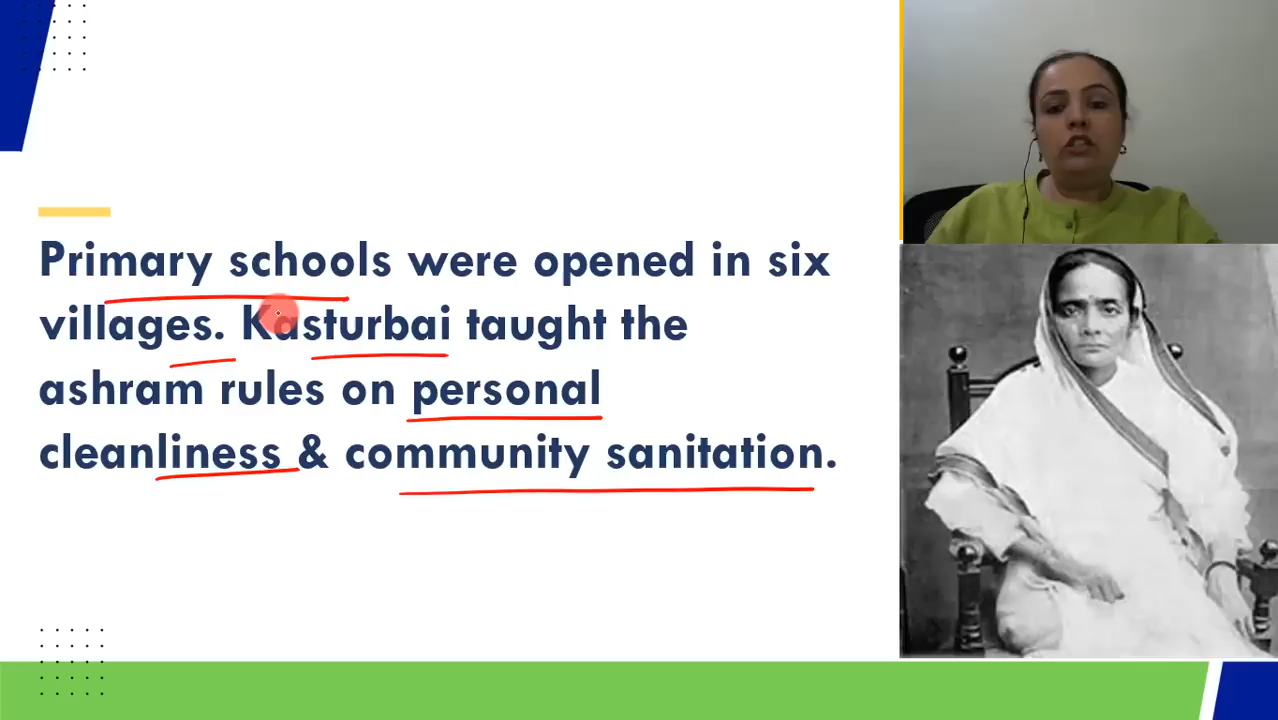 Primary schools were opened in six
villages. Kasturbai taught the
ashram rules on personal
cleanliness & community sanitation.